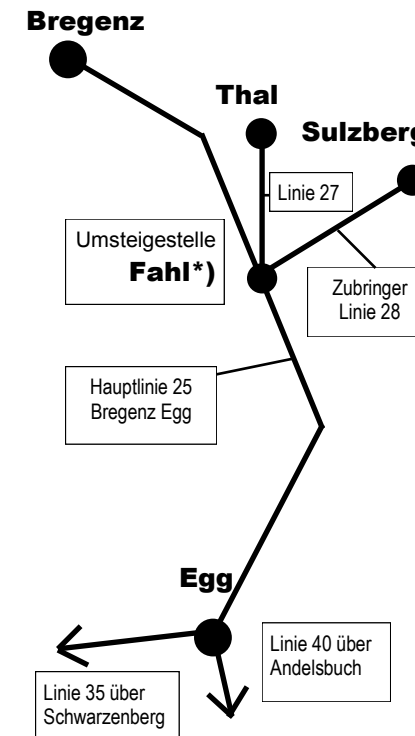 Bregenz
Thal
Sulzberg
Linie 27
Umsteigestelle
Fahl*)
Zubringer
Linie 28
Hauptlinie 25
Bregenz Egg
Egg
Linie 40 über
Andelsbuch
Linie 35 über
Schwarzenberg